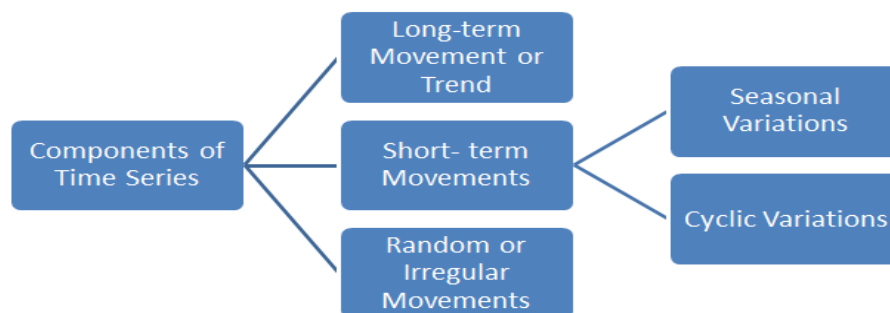 Components of
Time Series
Long-term
Movement or
Trend
Short- term
Movements
Random or
Irregular
Movements
Seasonal
Variations
Cyclic Variations